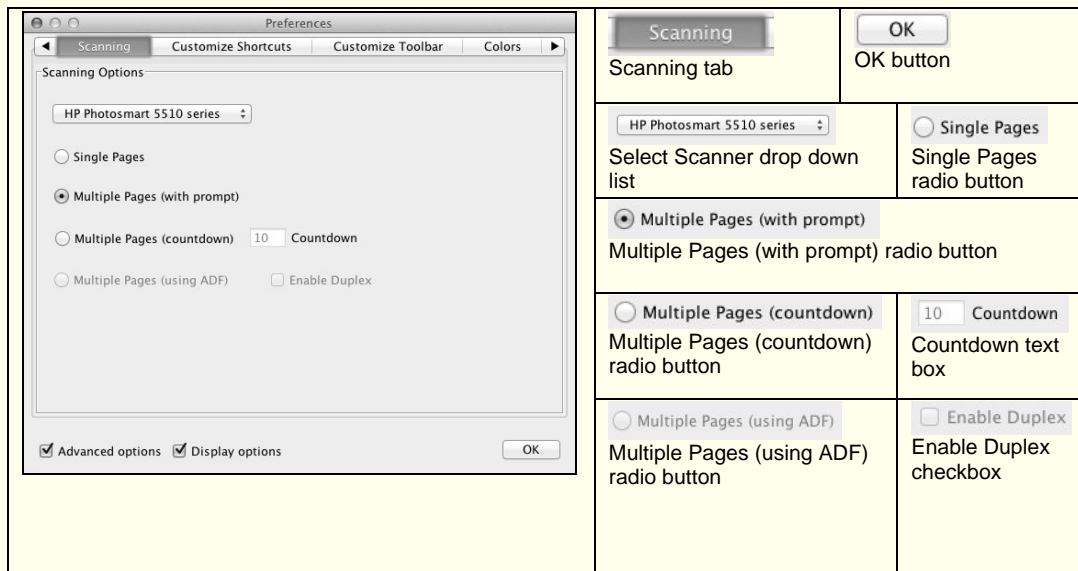 Preferences
Scanning Customize Shortcuts Customize Toolbar Colors
Scanning Options
HP Photosmart 5510 series
Single Pages
Multiple Pages (with prompt)
Multiple Pages (countdown) 10 Countdown
Multiple Pages (using ADF) Enable Duplex
Advanced options Display options OK
Scanning
Scanning tab
OK
OK button
HP Photosmart 5510 series
Select Scanner drop down
list
Single Pages
Single Pages
radio button
Multiple Pages (with prompt)
Multiple Pages (with prompt) radio button
Multiple Pages (countdown)
Multiple Pages (countdown)
radio button
10 Countdown
Countdown text
box
Multiple Pages (using ADF)
Multiple Pages (using ADF)
radio button
Enable Duplex
Enable Duplex
checkbox